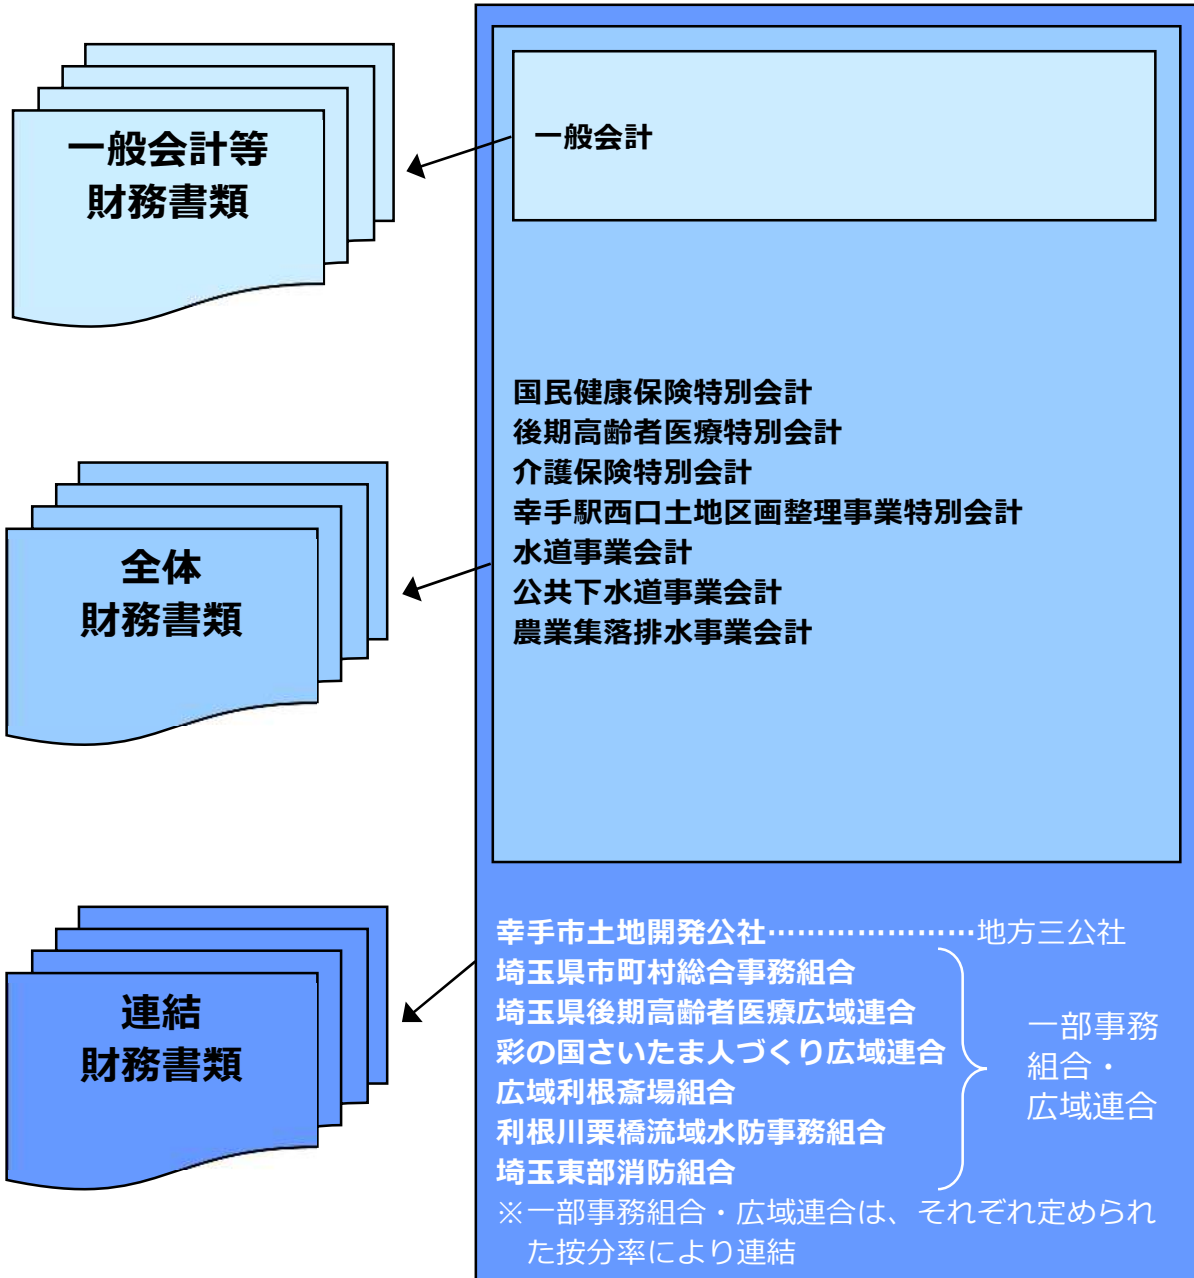 一般会計等
財務書類
一般会計
国民健康保険特別会計
後期高齢者医療特別会計
介護保険特別会計
幸手駅西口土地区画整理事業特別会計
水道事業会計
公共下水道事業会計
農業集落排水事業会計
全体
財務書類
連結
財務書類
幸手市土地開発公社…………………地方三公社
埼玉県市町村総合事務組合
埼玉県後期高齢者医療広域連合
彩の国さいたま人づくり広域連合
広域利根斎場組合
利根川栗橋流域水防事務組合
埼玉東部消防組合
一部事務
組合・
広域連合
※一部事務組合・広域連合は、それぞれ定められ
た按分率により連結